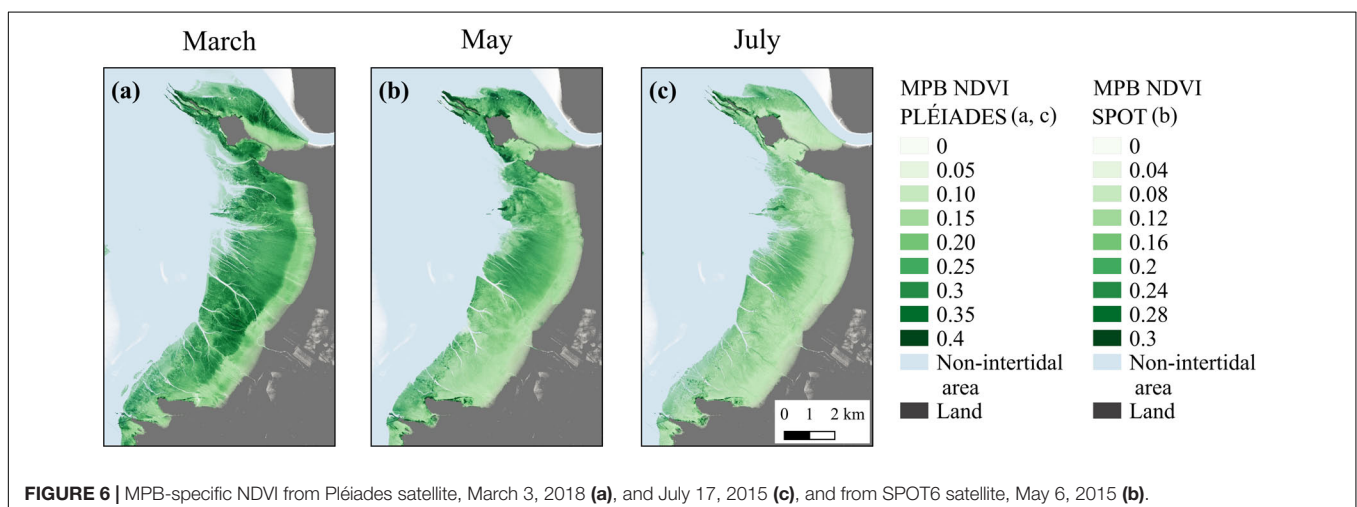 March
May
July
(a)
(b)
(c)
0 1 2 km
MPB NDVI
PLÉIADES (a, c)
0
0.05
0.10
0.15
0.20
0.25
0.3
0.35
0.4
Non-intertidal
area
Land
MPB NDVI
SPOT (b)
0
0.04
0.08
0.12
0.16
0.2
0.24
0.28
0.3
Non-intertidal
area
Land
FIGURE 6 | MPB-specific NDVI from Pléiades satellite, March 3, 2018 (a), and July 17, 2015 (c), and from SPOT6 satellite, May 6, 2015 (b).